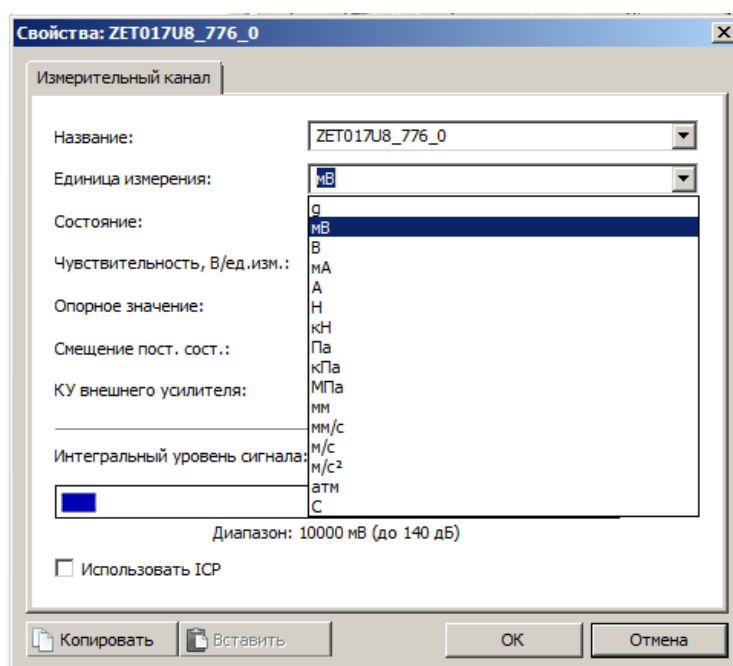 Свойства: ZET017U8_776_0
Измерительный канал
Название: ZET017U8_776_0
Единица измерения: мВ
Состояние:
Чувствительность, В/ед.изм.:
Опорное значение:
Смещение пост. сост.:
КУ внешнего усилителя:
g
мВ
В
мА
А
Н
кН
Па
кПа
МПа
мм
мм/с
м/с
м/с²
атм
С
Интегральный уровень сигнала:
Диапазон: 10000 мВ (до 140 дБ)
Использовать ICP
Копировать Вставить ОК Отмена